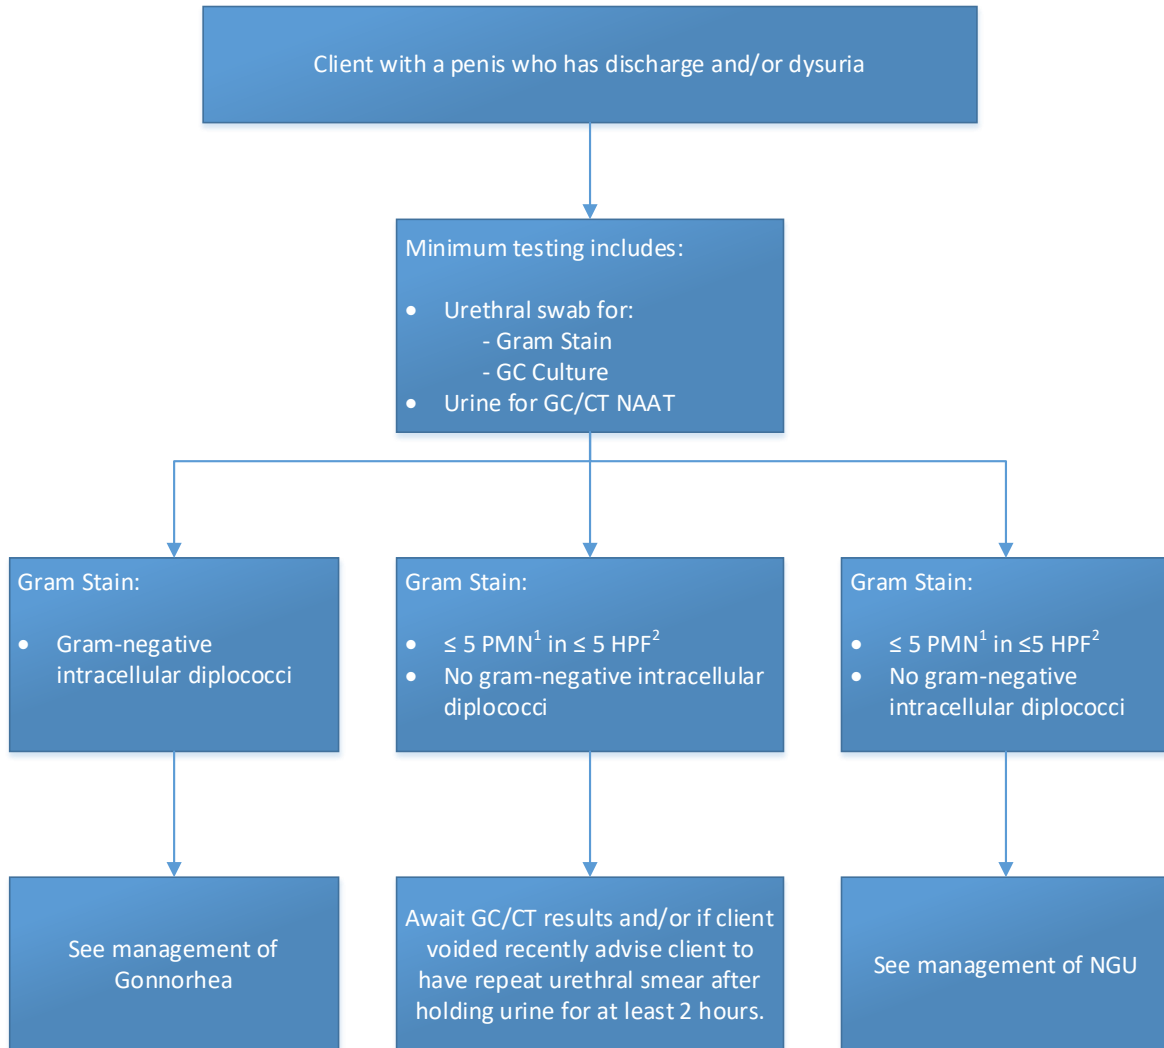 Client with a penis who has discharge and/or dysuria
Minimum testing includes:
• Urethral swab for:
- Gram Stain
- GC Culture
• Urine for GC/CT NAAT
Gram Stain:
• Gram-negative
intracellular diplococci
Gram Stain:
• ≤ 5 PMN¹ in ≤ 5 HPF²
• No gram-negative intracellular
diplococci
Gram Stain:
• ≤ 5 PMN¹ in ≤5 HPF²
• No gram-negative
intracellular diplococci
See management of
Gonnorhea
Await GC/CT results and/or if client
voided recently advise client to
have repeat urethral smear after
holding urine for at least 2 hours.
See management of NGU